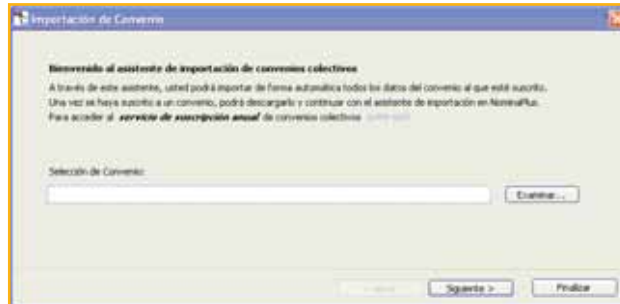 Importación de Convenio
Bienvenido al asistente de importación de convenios colectivos
A través de este asistente, usted podrá importar de forma automática todos los datos del convenio al que esté suscrito.
Una vez se haya suscrito a un convenio, podrá descargarlo y continuar con el asistente de importación en NominaPlus.
Para acceder al servicio de suscripción anual de convenios colectivos
Selección de Convenio:
Examinar...
Siguiente > Finalizar